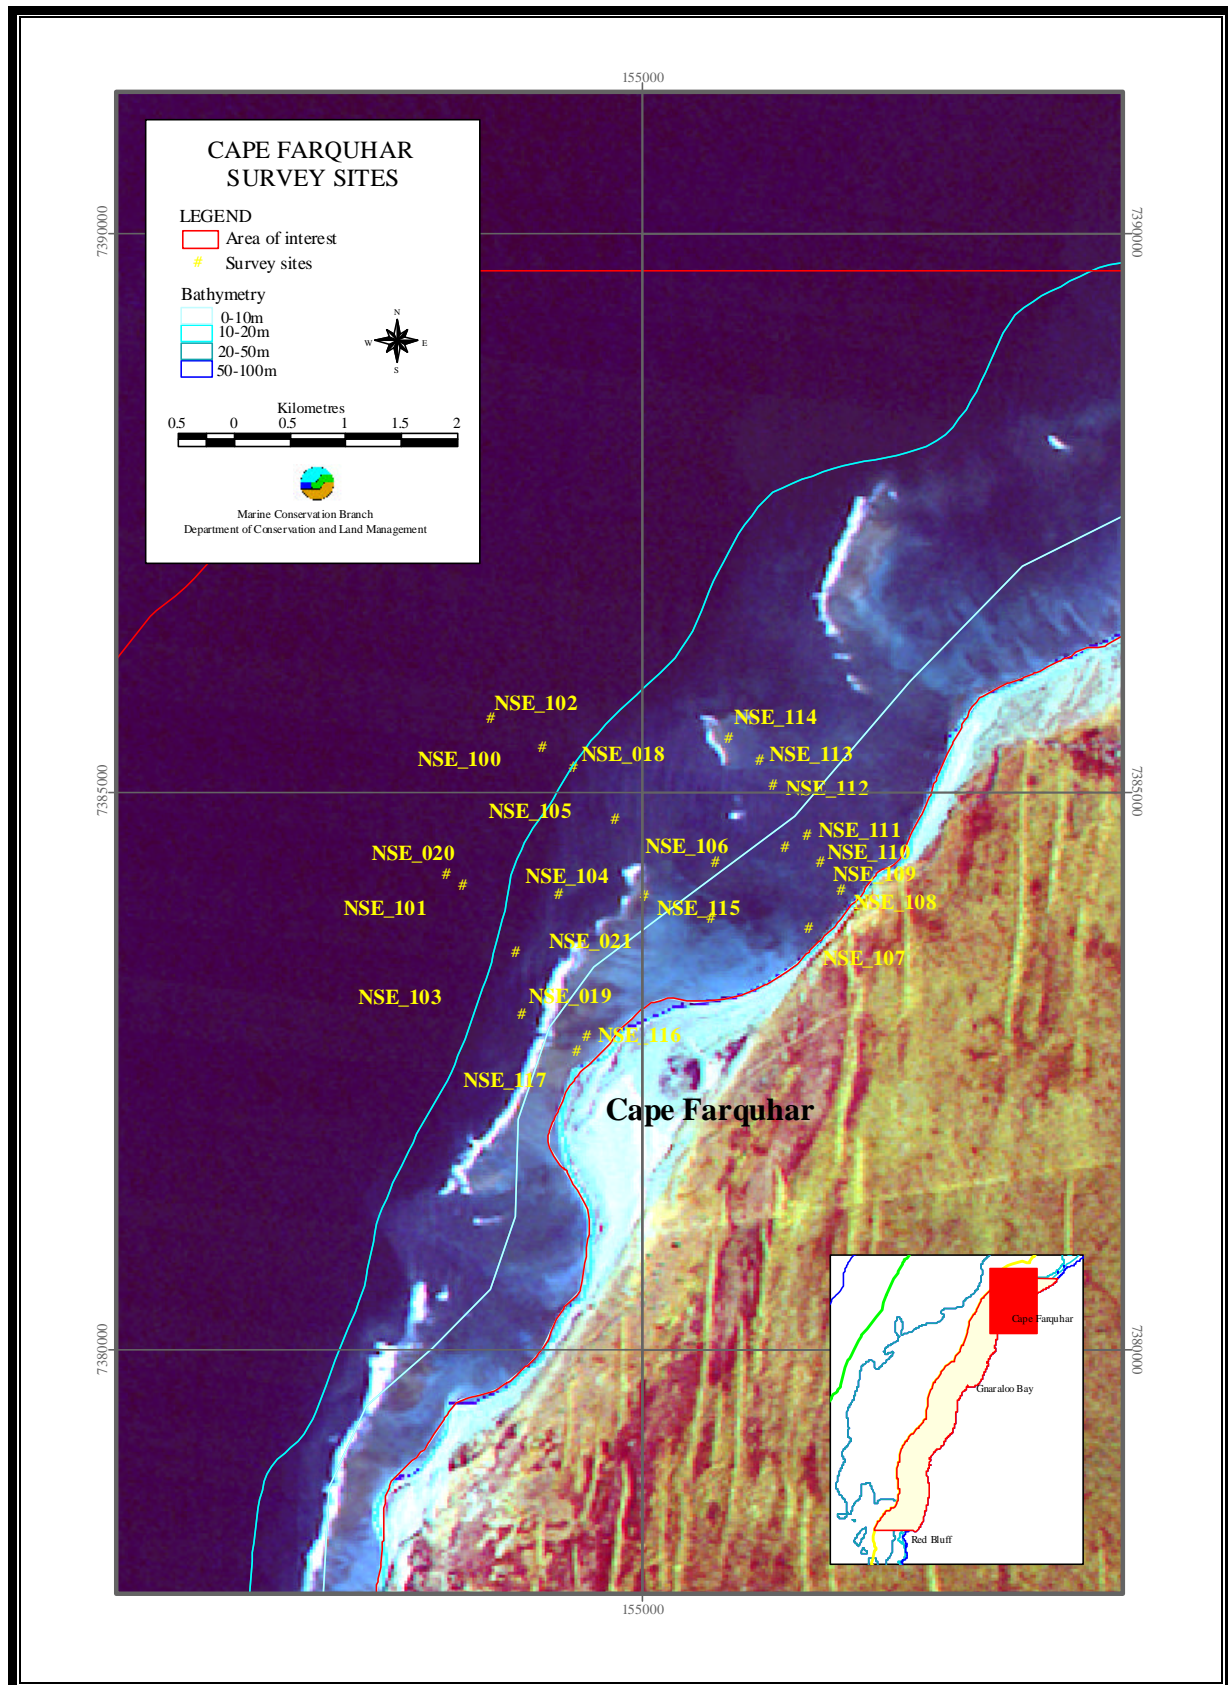 155000
CAPE FARQUHAR
SURVEY SITES
LEGEND
Area of interest
# Survey sites
Bathymetry
0-10m
10-20m
20-50m
50-100m
N
W E
S
Kilometres
0.5 0 0.5 1 1.5 2
Marine Conservation Branch
Department of Conservation and Land Management
7390000
7390000
NSE_102
NSE_114
NSE_100
NSE_018
NSE_113
NSE_112
7385000
7385000
NSE_105
NSE_111
NSE_106
NSE_110
NSE_020
NSE_104
NSE_109
NSE_101
NSE_115
NSE_108
NSE_021
NSE_107
NSE_103
NSE_019
NSE_116
NSE_117
Cape Farquhar
Cape Farquhar
7380000
7380000
Gnaraloo Bay
Red Bluff
155000